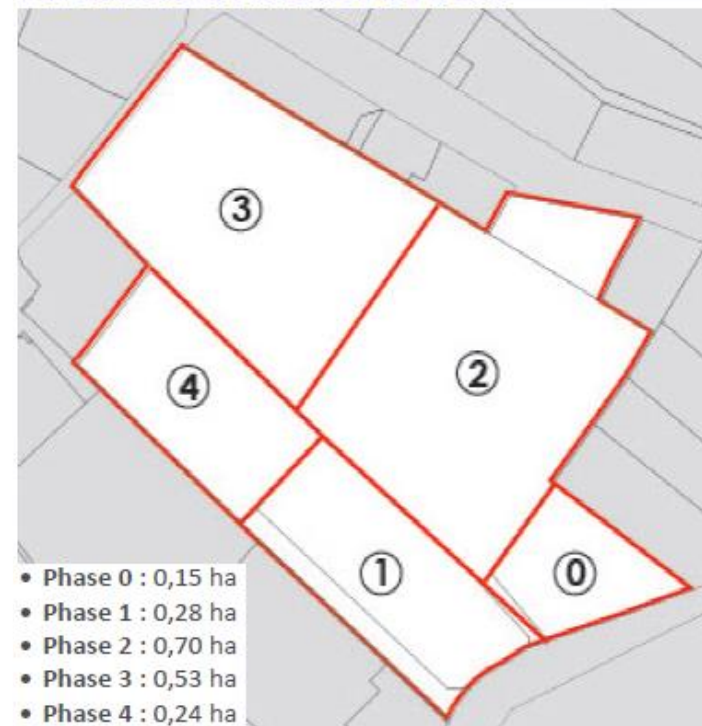 ③
②
④
①
⓪
• Phase 0 : 0,15 ha
• Phase 1 : 0,28 ha
• Phase 2 : 0,70 ha
• Phase 3 : 0,53 ha
• Phase 4 : 0,24 ha